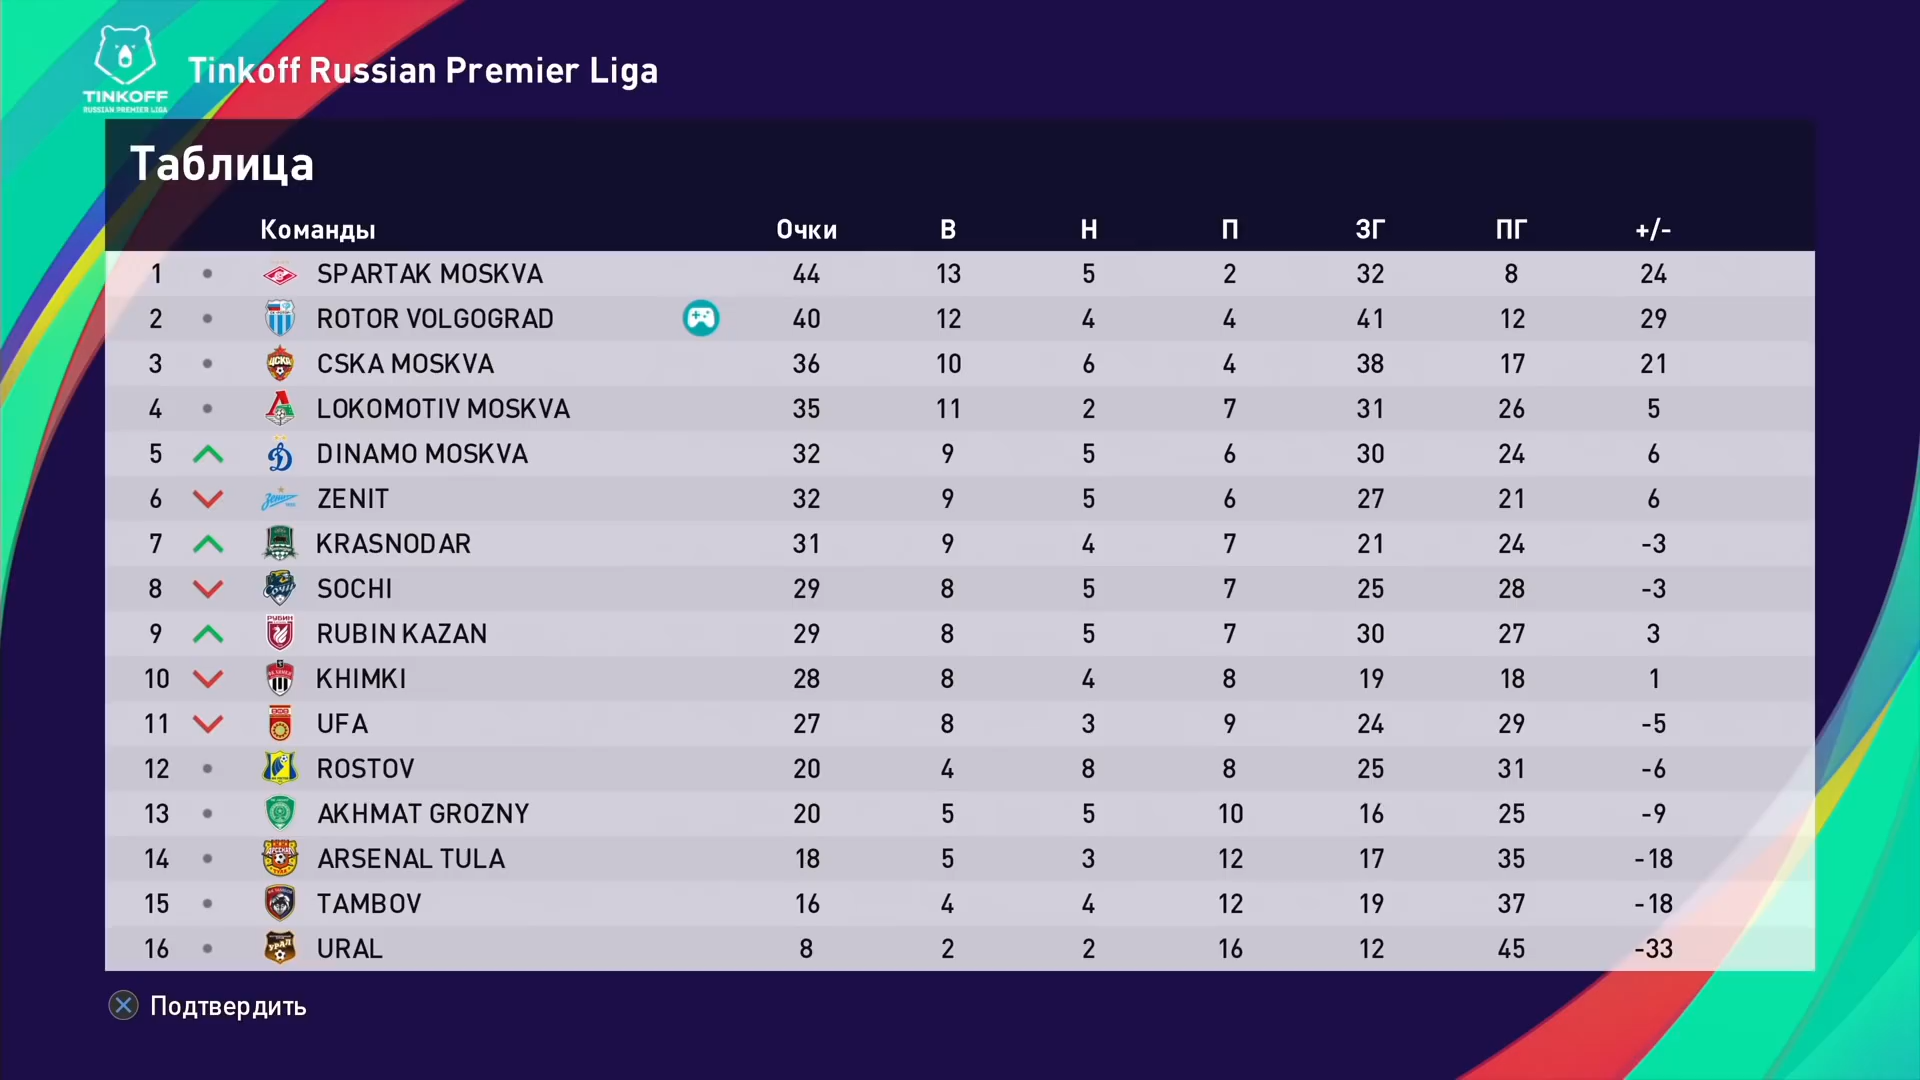 TINKOFF
RUSSIAN PREMIER LIGA
Tinkoff Russian Premier Liga
Таблица
Команды Очки В Н П ЗГ ПГ +/-
1 SPARTAK MOSKVA 44 13 5 2 32 8 24
2 ROTOR VOLGOGRAD 40 12 4 4 41 12 29
3 CSKA MOSKVA 36 10 6 4 38 17 21
4 LOKOMOTIV MOSKVA 35 11 2 7 31 26 5
5 DINAMO MOSKVA 32 9 5 6 30 24 6
6 ZENIT 32 9 5 6 27 21 6
7 KRASNODAR 31 9 4 7 21 24 -3
8 SOCHI 29 8 5 7 25 28 -3
9 RUBIN KAZAN 29 8 5 7 30 27 3
10 KHIMKI 28 8 4 8 19 18 1
11 UFA 27 8 3 9 24 29 -5
12 ROSTOV 20 4 8 8 25 31 -6
13 AKHMAT GROZNY 20 5 5 10 16 25 -9
14 ARSENAL TULA 18 5 3 12 17 35 -18
15 TAMBOV 16 4 4 12 19 37 -18
16 URAL 8 2 2 16 12 45 -33
Подтвердить